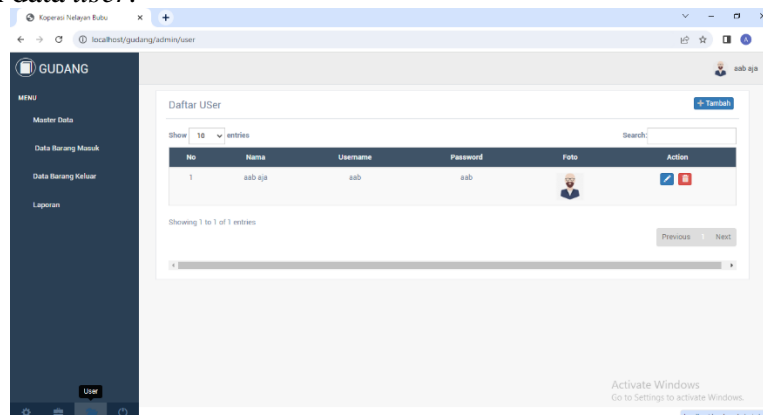 data user.
Koperasi Nelayan Bubu
localhost/gudang/admin/user
GUDANG
aab aja
MENU
Master Data
Data Barang Masuk
Data Barang Keluar
Laporan
Daftar USer
Tambah
Show 10 entries
Search:
No Nama Username Password Foto Action
1 aab aja aab aab
Showing 1 to 1 of 1 entries
Previous 1 Next
User
Activate Windows
Go to Settings to activate Windows.